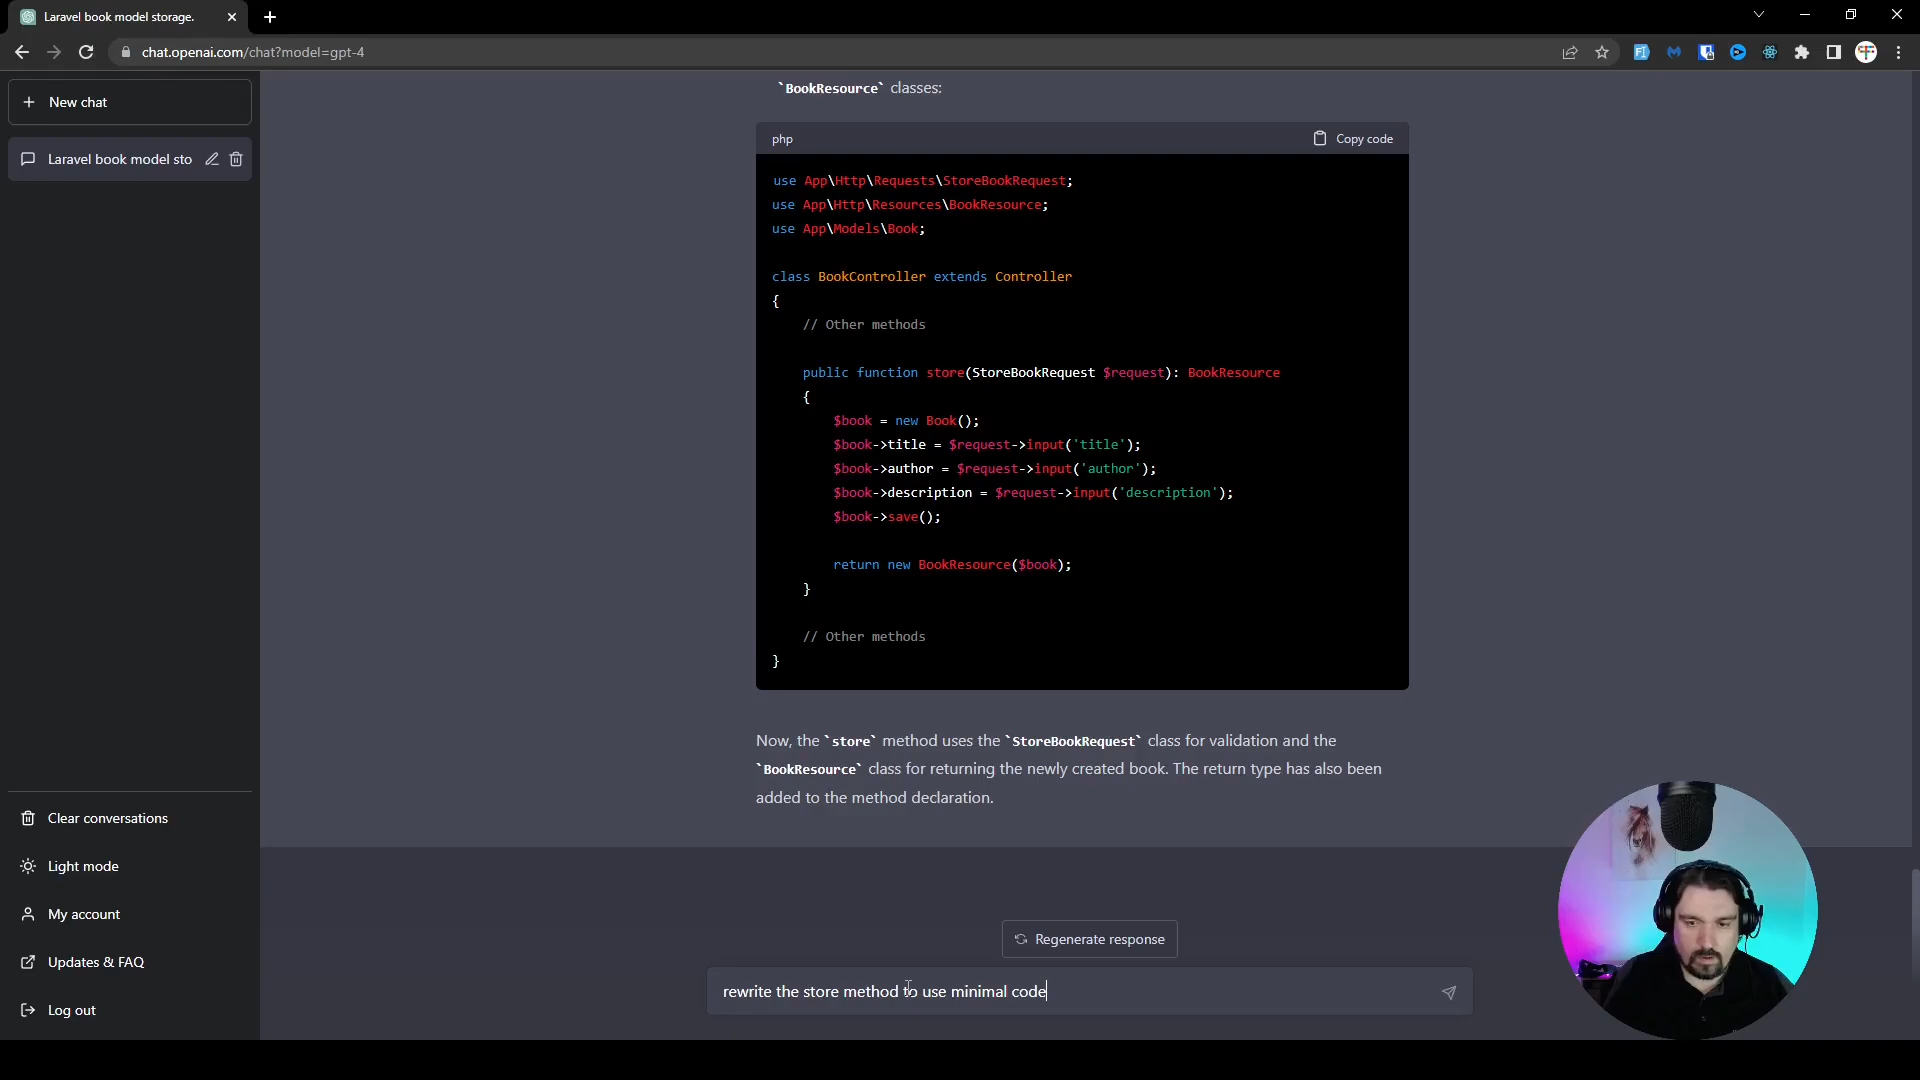 Laravel book model storage.
chat.openai.com/chat?model=gpt-4
New chat
Laravel book model sto
`BookResource` classes:
php
Copy code
use App\Http\Requests\StoreBookRequest;
use App\Http\Resources\BookResource;
use App\Models\Book;
class BookController extends Controller
{
// Other methods
public function store(StoreBookRequest $request): BookResource
{
$book = new Book();
$book->title = $request->input('title');
$book->author = $request->input('author');
$book->description = $request->input('description');
$book->save();
return new BookResource($book);
}
// Other methods
}
Now, the `store` method uses the `StoreBookRequest` class for validation and the
`BookResource` class for returning the newly created book. The return type has also been
added to the method declaration.
Clear conversations
Light mode
My account
Updates & FAQ
Log out
Regenerate response
rewrite the store method to use minimal code